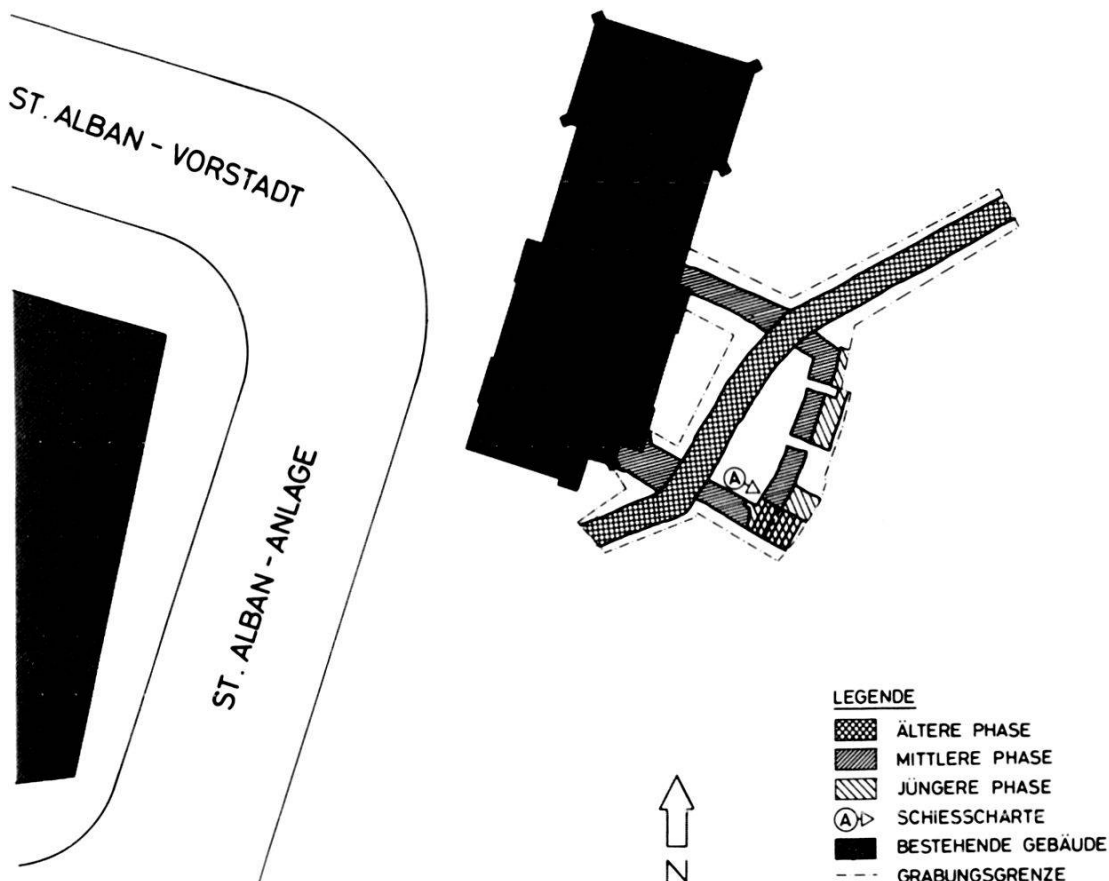 ST. ALBAN - VORSTADT
ST. ALBAN - ANLAGE
A
N
LEGENDE
ÄLTERE PHASE
MITTLERE PHASE
JÜNGERE PHASE
A SCHIESSCHARTE
BESTEHENDE GEBÄUDE
GRABUNGSGRENZE